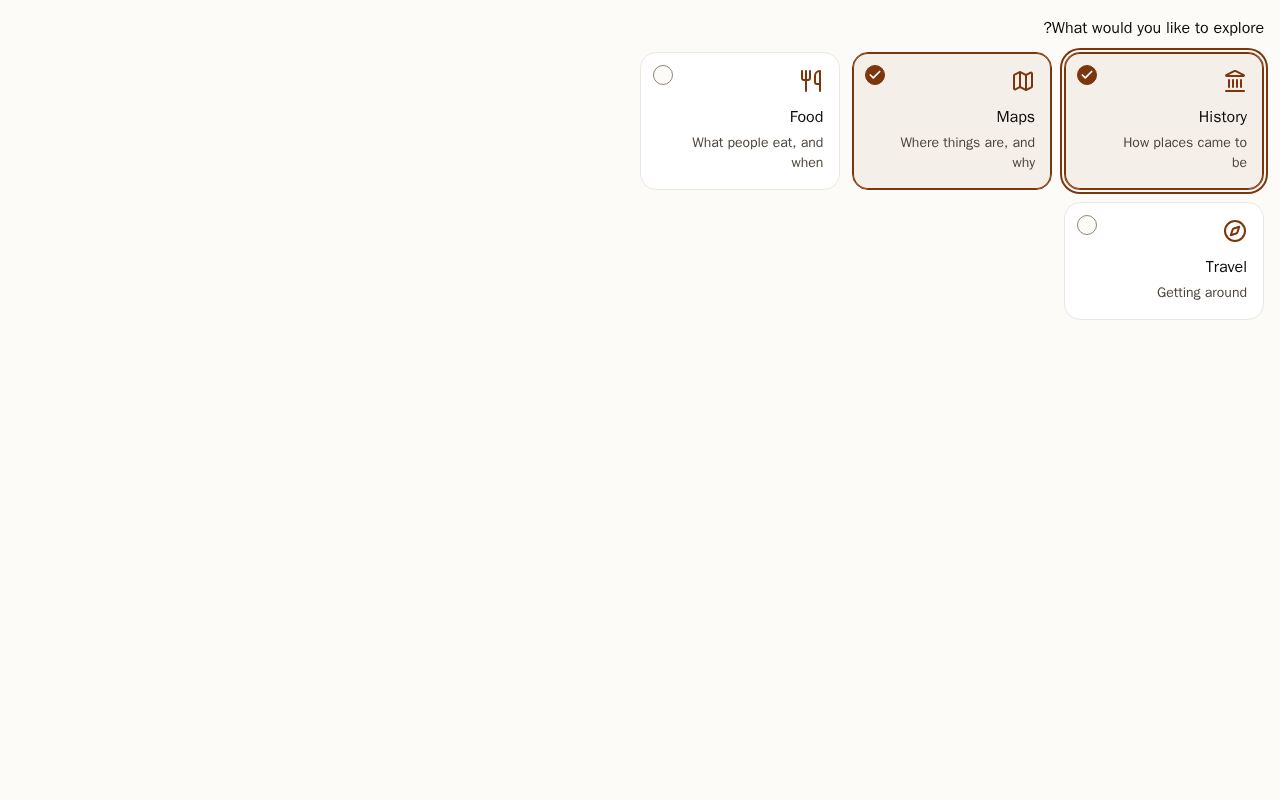 ?What would you like to explore
History
How places came to
be
Maps
Where things are, and
why
Food
What people eat, and
when
Travel
Getting around